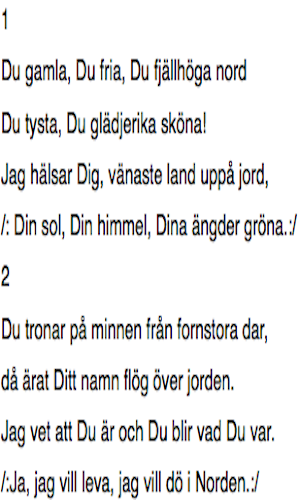 1
Du gamla, Du fria, Du fjällhöga nord
Du tysta, Du glädjerika sköna!
Jag hälsar Dig, vänaste land uppå jord,
/: Din sol, Din himmel, Dina ängder gröna.:/
2
Du tronar på minnen från fornstora dar,
då ärat Ditt namn flög över jorden.
Jag vet att Du är och Du blir vad Du var.
/:Ja, jag vill leva, jag vill dö i Norden.:/